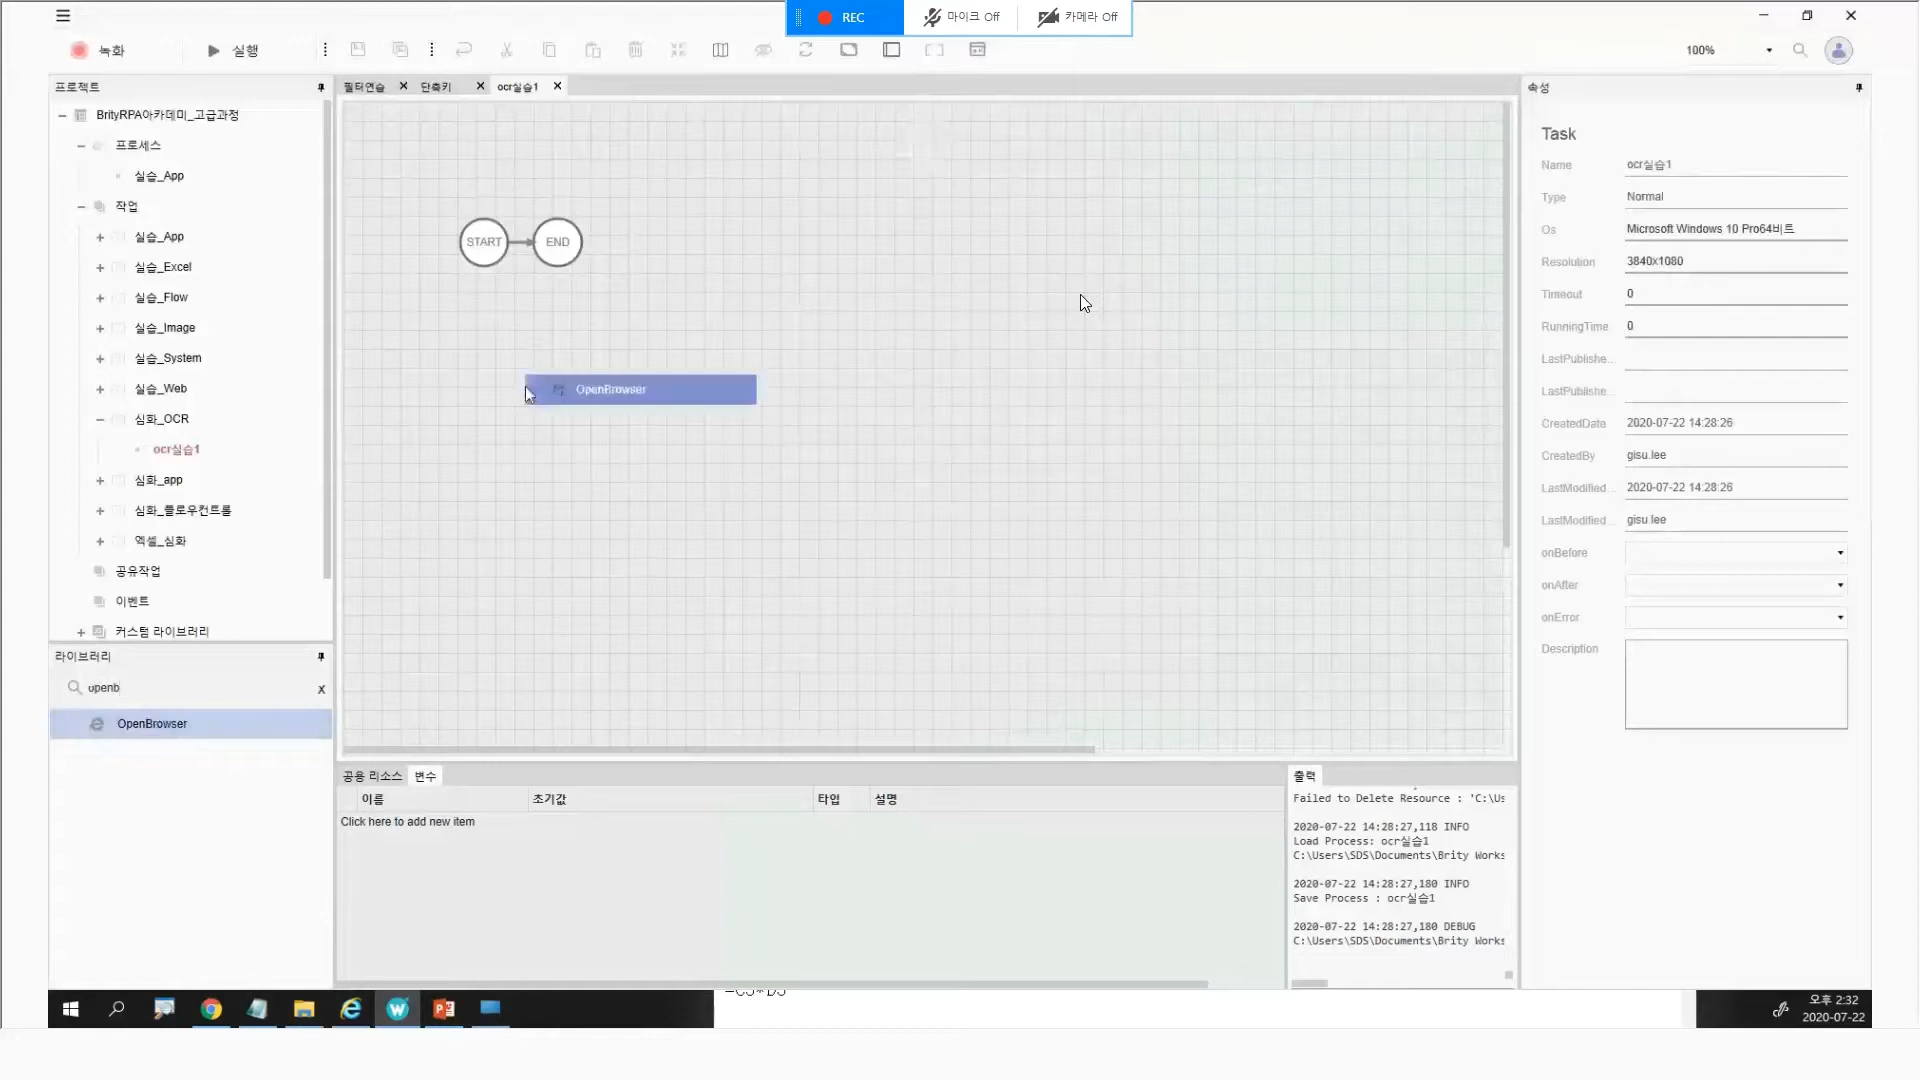 REC
마이크 Off
카메라 Off
녹화
실행
100%
프로젝트
필터연습
단축키
ocr실습1
속성
BrityRPA아카데미_고급과정
프로세스
실습_App
작업
실습_App
실습_Excel
실습_Flow
실습_Image
실습_System
실습_Web
심화_OCR
ocr실습1
심화_app
심화_플로우컨트롤
엑셀_심화
공유작업
이벤트
커스텀 라이브러리
라이브러리
openb
x
OpenBrowser
START
END
OpenBrowser
Task
Name ocr실습1
Type Normal
Os Microsoft Windows 10 Pro64비트
Resolution 3840x1080
Timeout 0
RunningTime 0
LastPublishe...
LastPublishe...
CreatedDate 2020-07-22 14:28:26
CreatedBy gisu.lee
LastModified... 2020-07-22 14:28:26
LastModified... gisu.lee
onBefore
onAfter
onError
Description
공용 리소스 변수
이름 초기값 타입 설명
Click here to add new item
출력
Failed to Delete Resource : 'C:\Us
2020-07-22 14:28:27,118 INFO
Load Process: ocr실습1
C:\Users\SDS\Documents\Brity Works
2020-07-22 14:28:27,180 INFO
Save Process : ocr실습1
2020-07-22 14:28:27,180 DEBUG
C:\Users\SDS\Documents\Brity Works
오후 2:32
2020-07-22